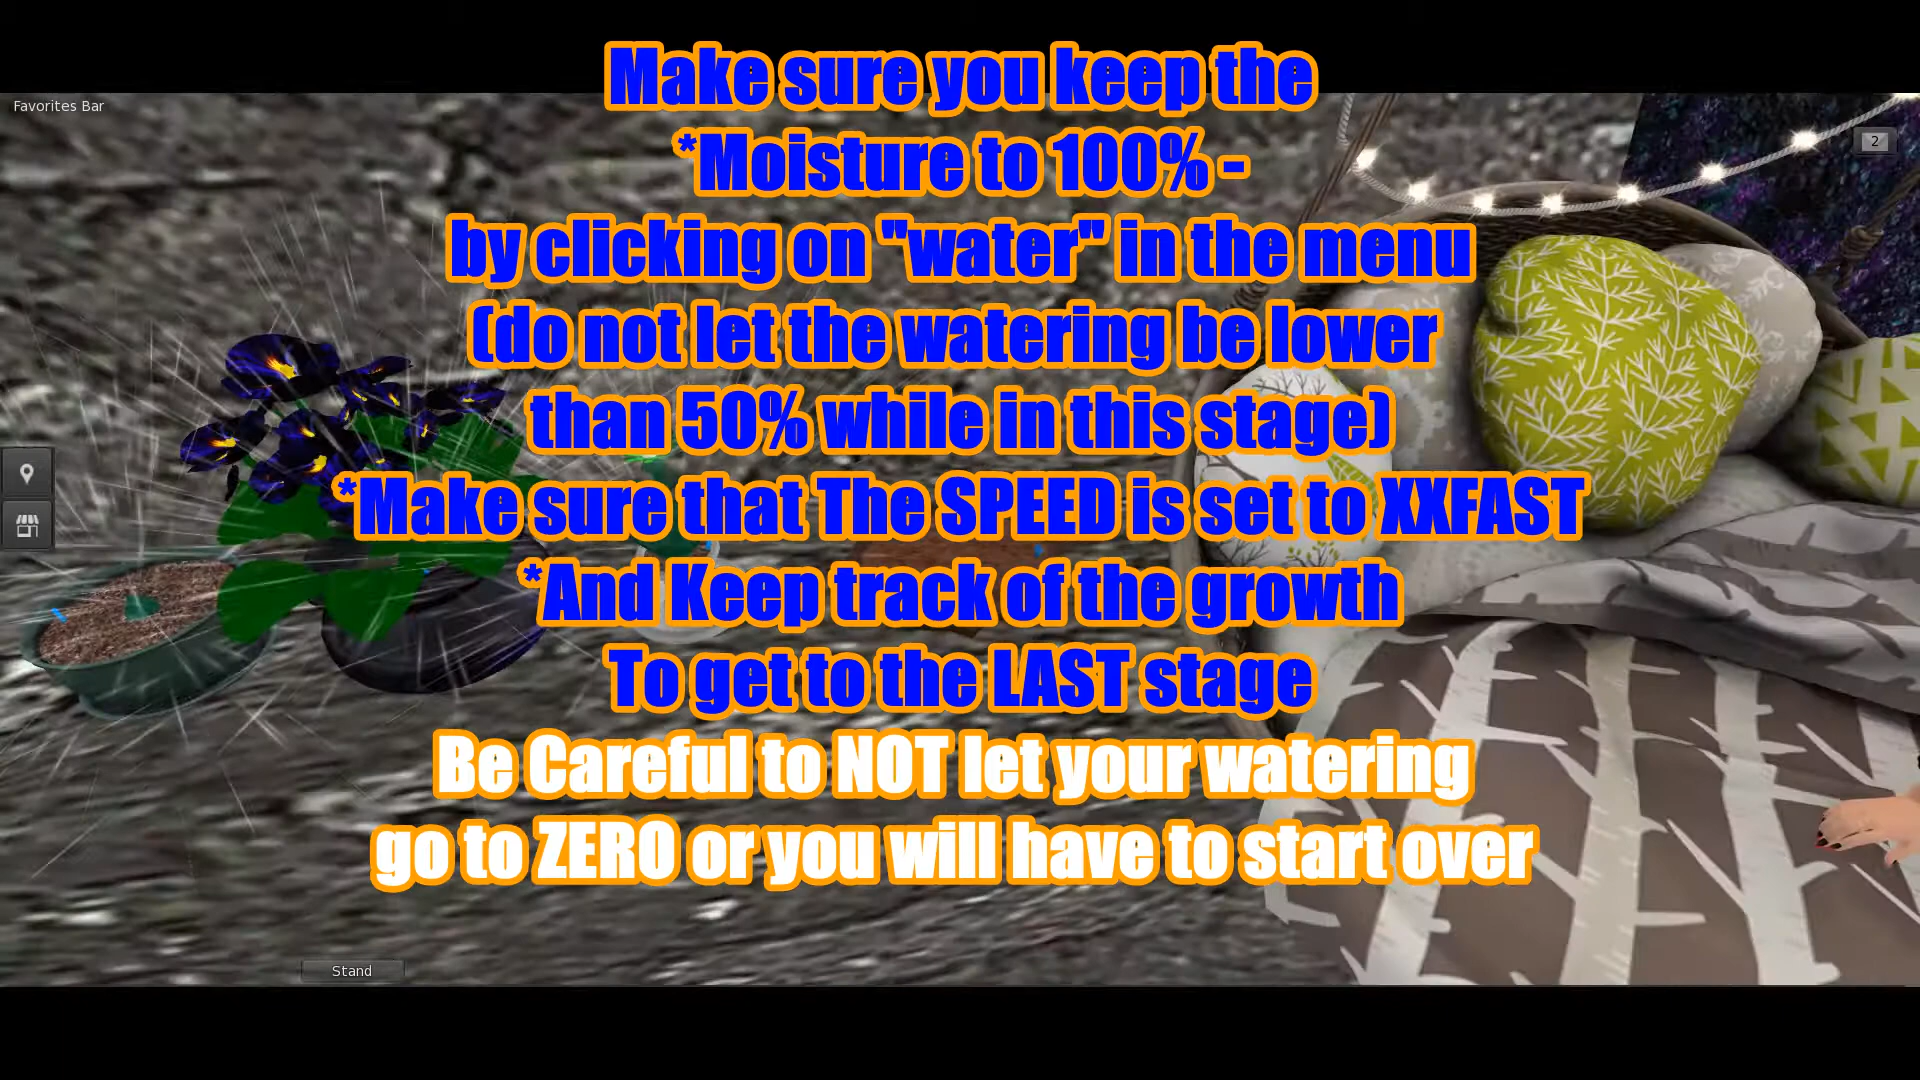 Make sure you keep the
*Moisture to 100% -
by clicking on "water" in the menu
(do not let the watering be lower
than 50% while in this stage)
*Make sure that The SPEED is set to XXFAST
*And Keep track of the growth
To get to the LAST stage
Be Careful to NOT let your watering
go to ZERO or you will have to start over
Favorites Bar
2
Stand